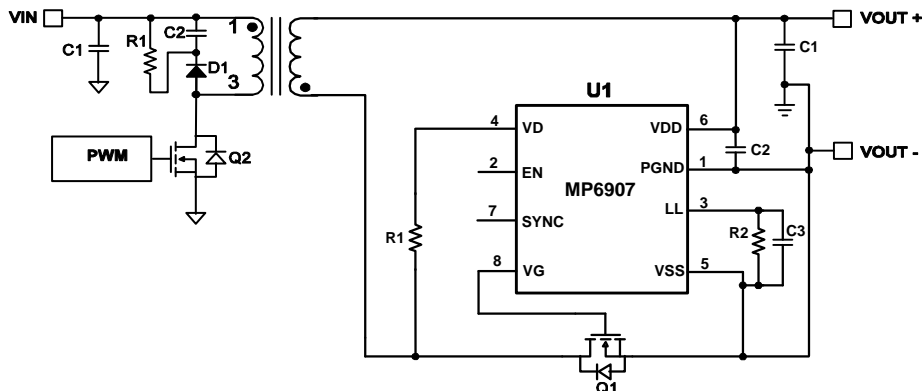 VIN
C1
R1
C2
1
3
D1
PWM
Q2
VOUT +
C1
VOUT -
U1
MP6907
4 VD
2 EN
7 SYNC
8 VG
VDD 6
PGND 1
LL 3
VSS 5
C2
R2
C3
R1
Q1